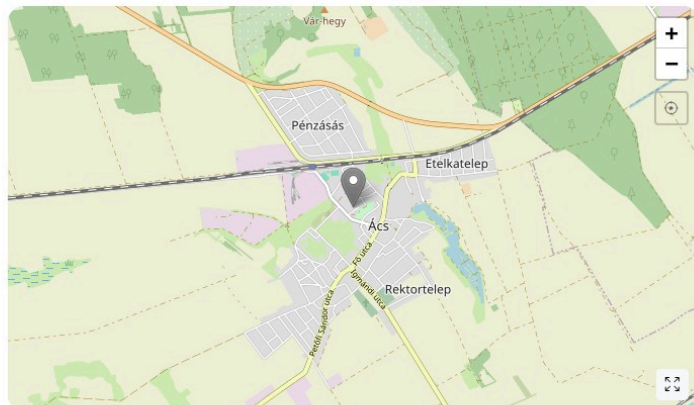 Vár-hegy
+
−
Pénzásás
Etelkatelep
Ács
Fő utca
Igmándi utca
Rektortelep
Petőfi Sándor utca